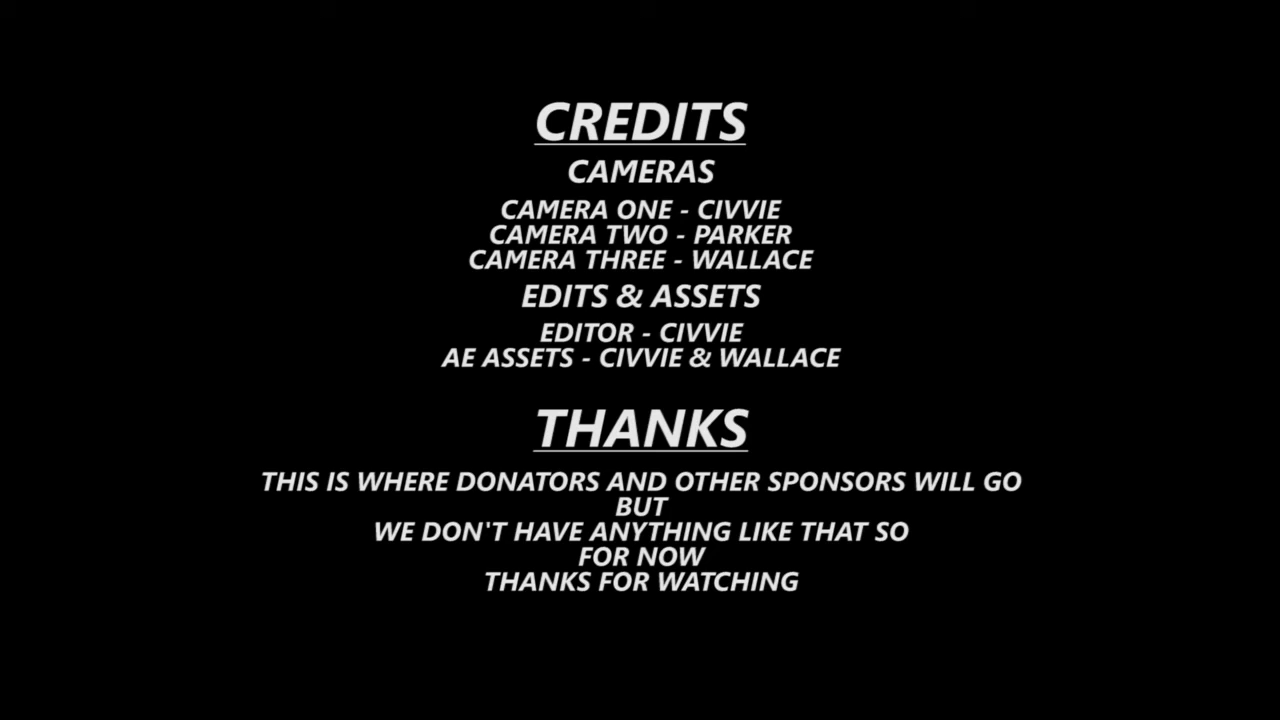 CREDITS
CAMERAS
CAMERA ONE - CIVVIE
CAMERA TWO - PARKER
CAMERA THREE - WALLACE
EDITS & ASSETS
EDITOR - CIVVIE
AE ASSETS - CIVVIE & WALLACE
THANKS
THIS IS WHERE DONATORS AND OTHER SPONSORS WILL GO
BUT
WE DON'T HAVE ANYTHING LIKE THAT SO
FOR NOW
THANKS FOR WATCHING